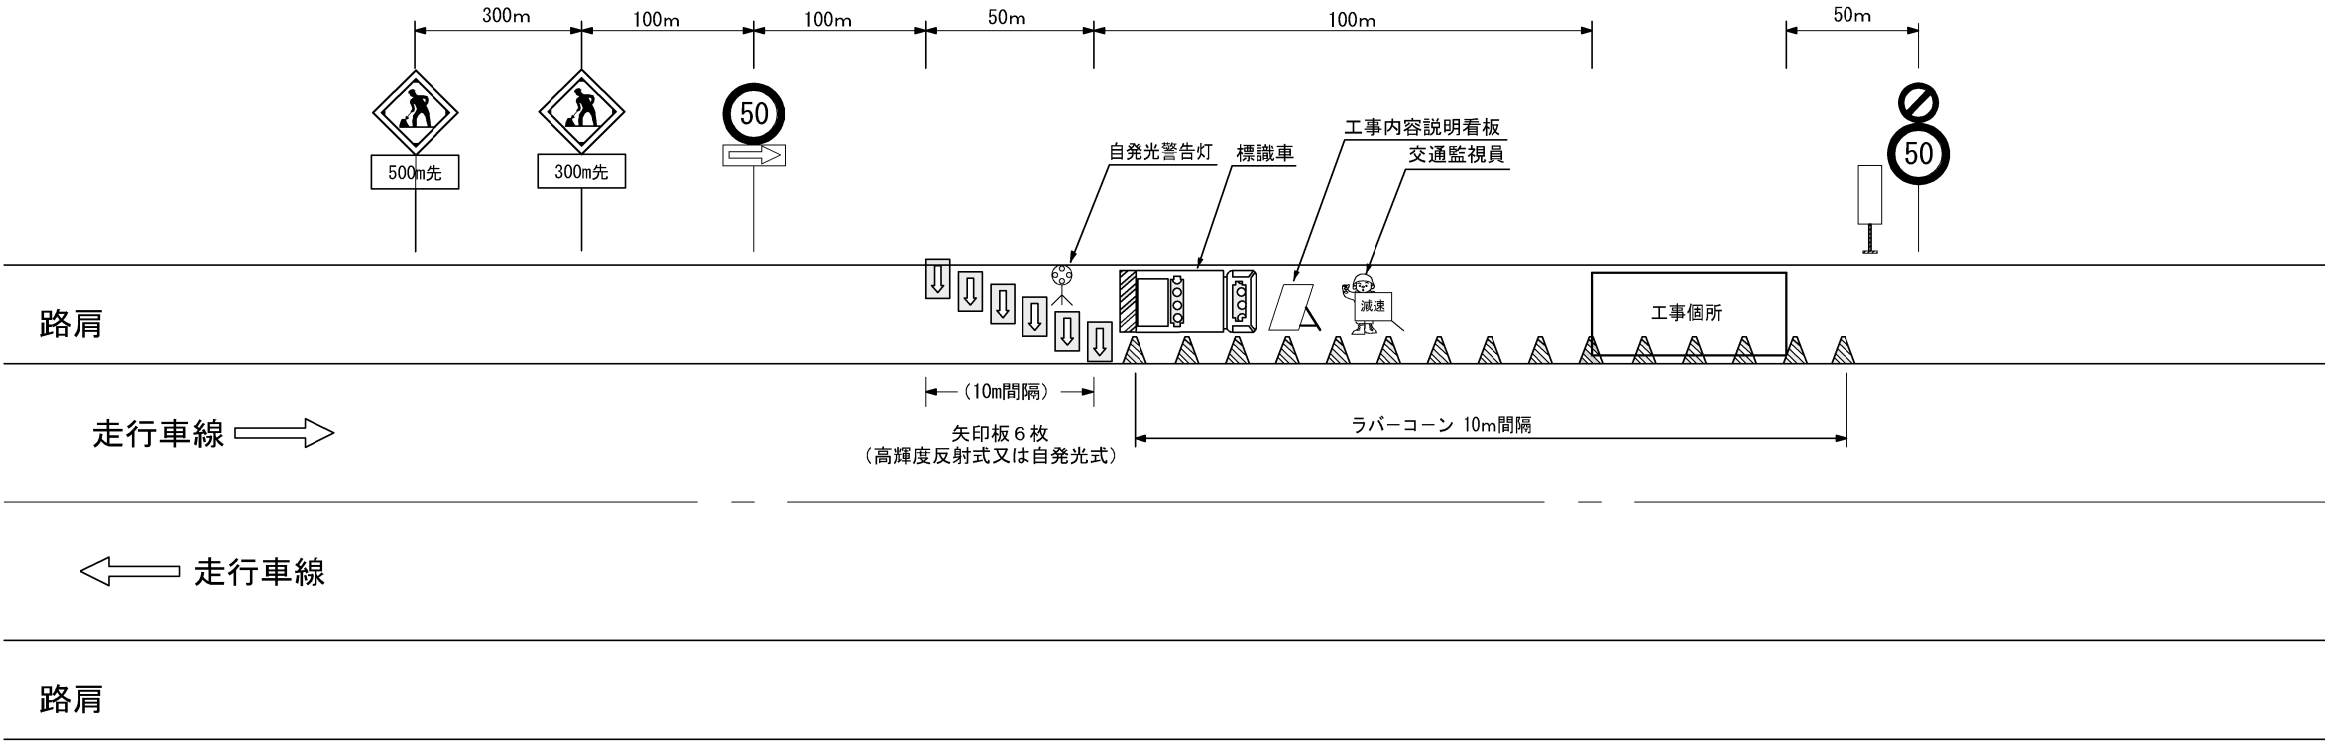 300m
100m
100m
50m
100m
50m
500m先
300m先
50
50
自発光警告灯
標識車
工事内容説明看板
交通監視員
減速
工事個所
路肩
(10m間隔)
矢印板6枚
(高輝度反射式又は自発光式)
ラバーコーン 10m間隔
走行車線
走行車線
路肩